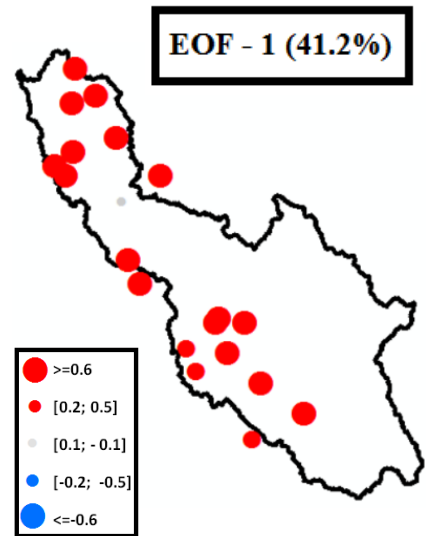 EOF - 1 (41.2%)
>=0.6
[0.2; 0.5]
[0.1; - 0.1]
[-0.2; -0.5]
<=-0.6